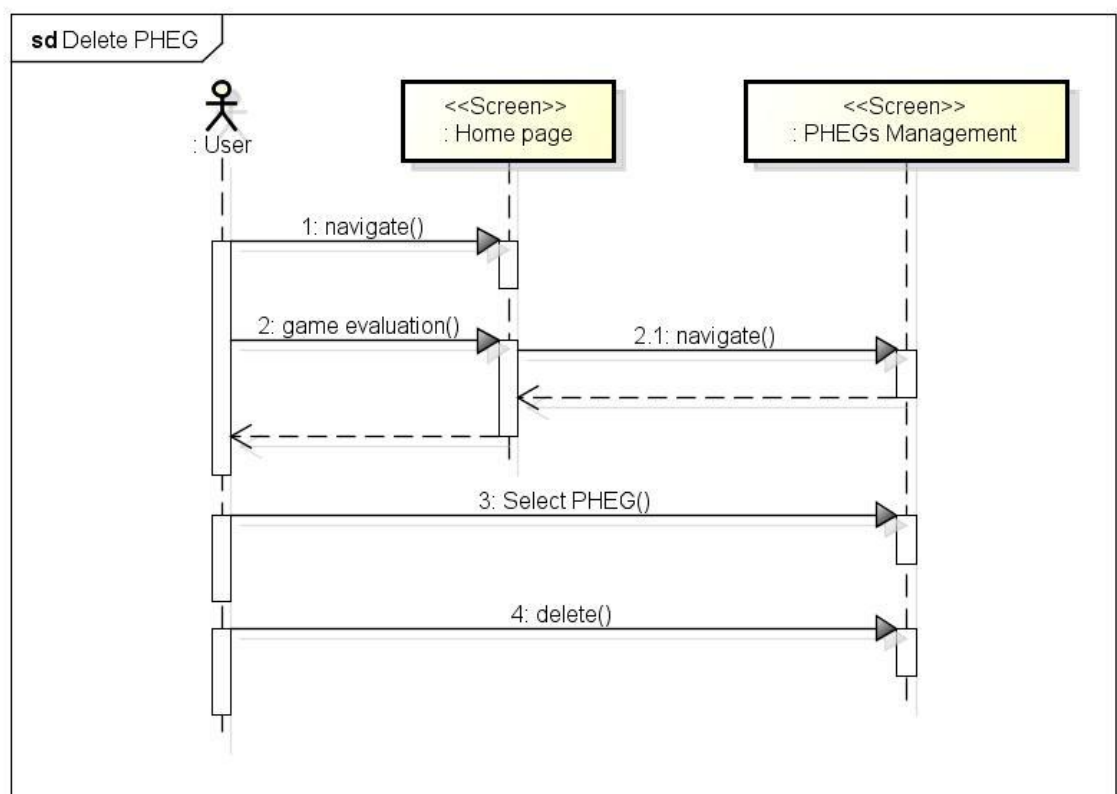 sd Delete PHEG
: User
<<Screen>>
: Home page
<<Screen>>
: PHEGs Management
1: navigate()
2: game evaluation()
2.1: navigate()
3: Select PHEG()
4: delete()